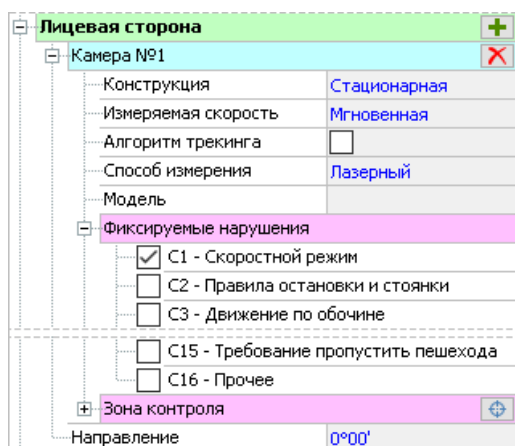 Лицевая сторона
Камера №1
Конструкция Стационарная
Измеряемая скорость Мгновенная
Алгоритм трекинга
Способ измерения Лазерный
Модель
Фиксируемые нарушения
С1 - Скоростной режим
С2 - Правила остановки и стоянки
С3 - Движение по обочине
С15 - Требование пропустить пешехода
С16 - Прочее
Зона контроля
Направление 0°00'